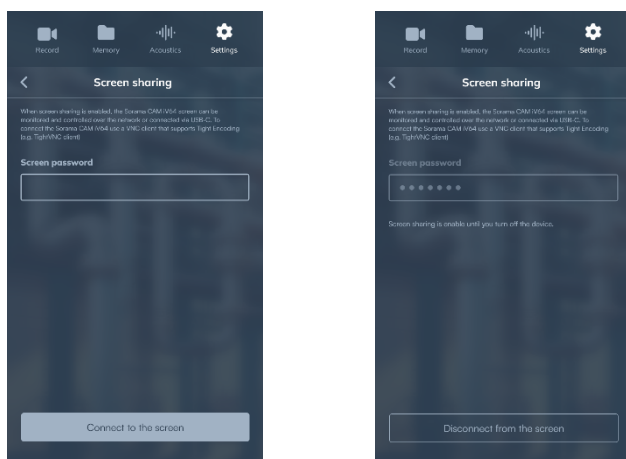 Record Memory Acoustics Settings
Screen sharing
When screen sharing is enabled, the Sorama CAM iV64 screen can be
monitored and controlled over the network or connected via USB-C. To
connect the Sorama CAM iV64 use a VNC client that supports Tight Encoding
(e.g. TightVNC client)
Screen password
Connect to the screen
Record Memory Acoustics Settings
Screen sharing
When screen sharing is enabled, the Sorama CAM iV64 screen can be
monitored and controlled over the network or connected via USB-C. To
connect the Sorama CAM iV64 use a VNC client that supports Tight Encoding
(e.g. TightVNC client)
Screen password
Screen sharing is enable until you turn off the device.
Disconnect from the screen